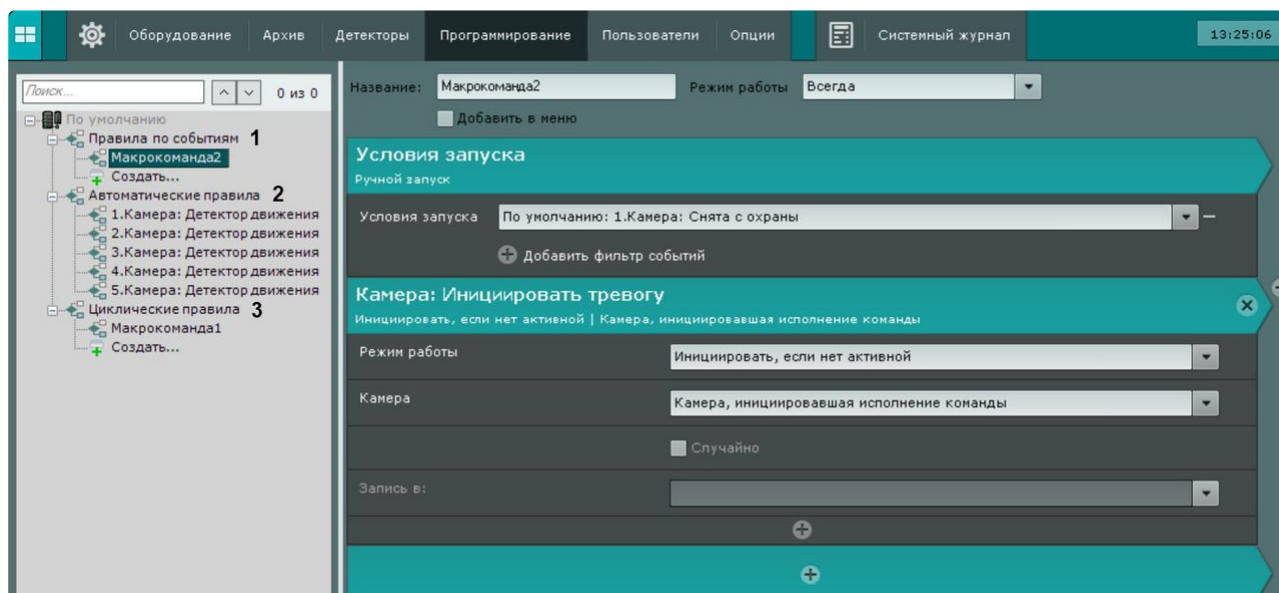 Оборудование Архив Детекторы Программирование Пользователи Опции Системный журнал 13:25:06
Поиск... 0 из 0
По умолчанию
Правила по событиям 1
Макрокоманда2
Создать...
Автоматические правила 2
1.Камера: Детектор движения
2.Камера: Детектор движения
3.Камера: Детектор движения
4.Камера: Детектор движения
5.Камера: Детектор движения
Циклические правила 3
Макрокоманда1
Создать...
Название: Макрокоманда2 Режим работы Всегда
Добавить в меню
Условия запуска
Ручной запуск
Условия запуска По умолчанию: 1.Камера: Снята с охраны
Добавить фильтр событий
Камера: Инициировать тревогу
Инициировать, если нет активной | Камера, инициировавшая исполнение команды
Режим работы Инициировать, если нет активной
Камера Камера, инициировавшая исполнение команды
Случайно
Запись в: